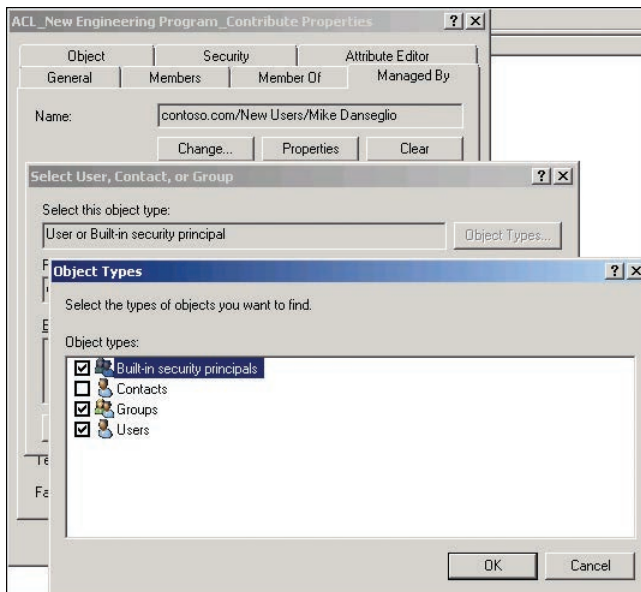 ACL_New Engineering Program_Contribute Properties
Object Security Attribute Editor
General Members Member Of Managed By
Name: contoso.com/New Users/Mike Danseglio
Change... Properties Clear
Select User, Contact, or Group
Select this object type:
User or Built-in security principal Object Types...
Object Types
Select the types of objects you want to find.
Object types:
Built-in security principals
Contacts
Groups
Users
OK Cancel